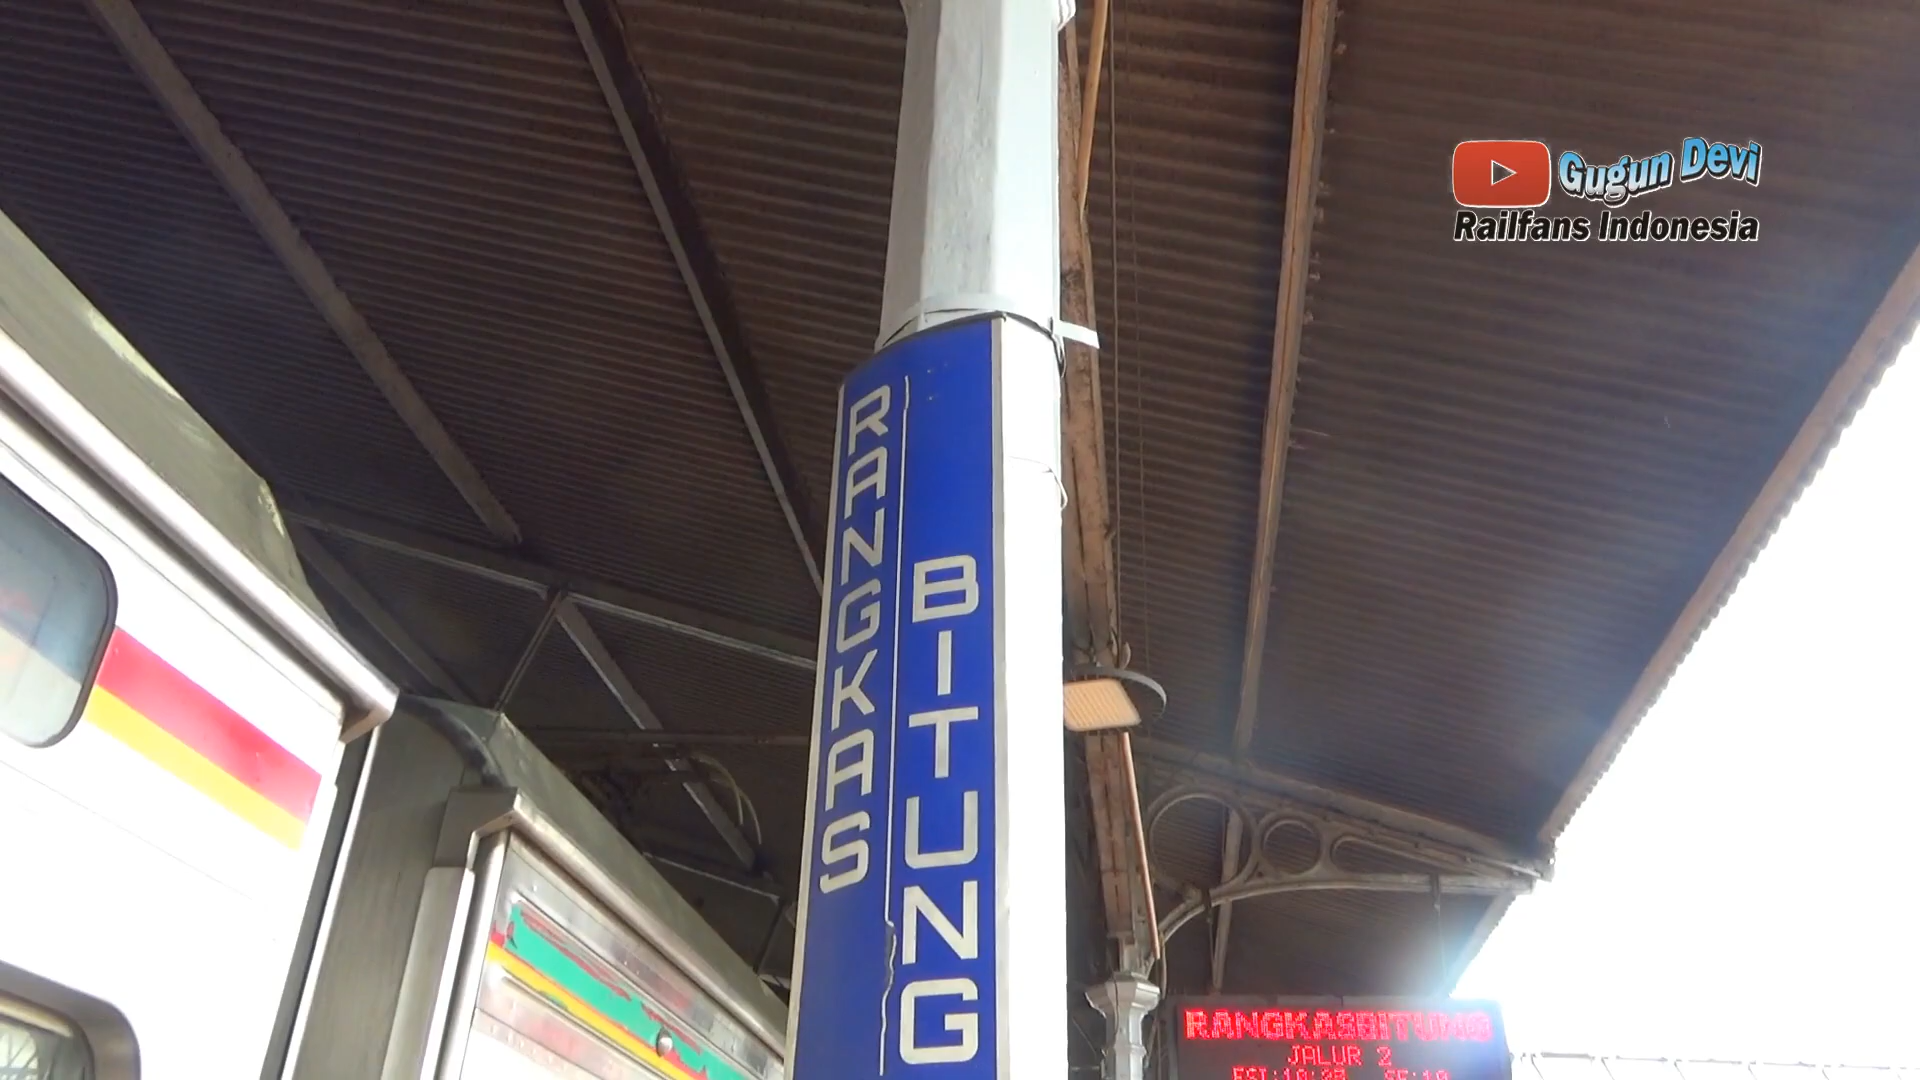 Gugun Devi
Railfans Indonesia
RANGKAS
BITUNG
RANGKASBITUNG
JALUR 2